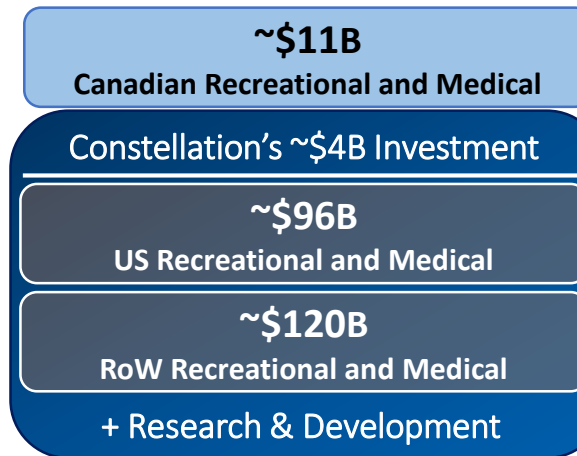 ~$11B
Canadian Recreational and Medical
Constellation's ~$4B Investment
~$96B
US Recreational and Medical
~$120B
RoW Recreational and Medical
+ Research & Development